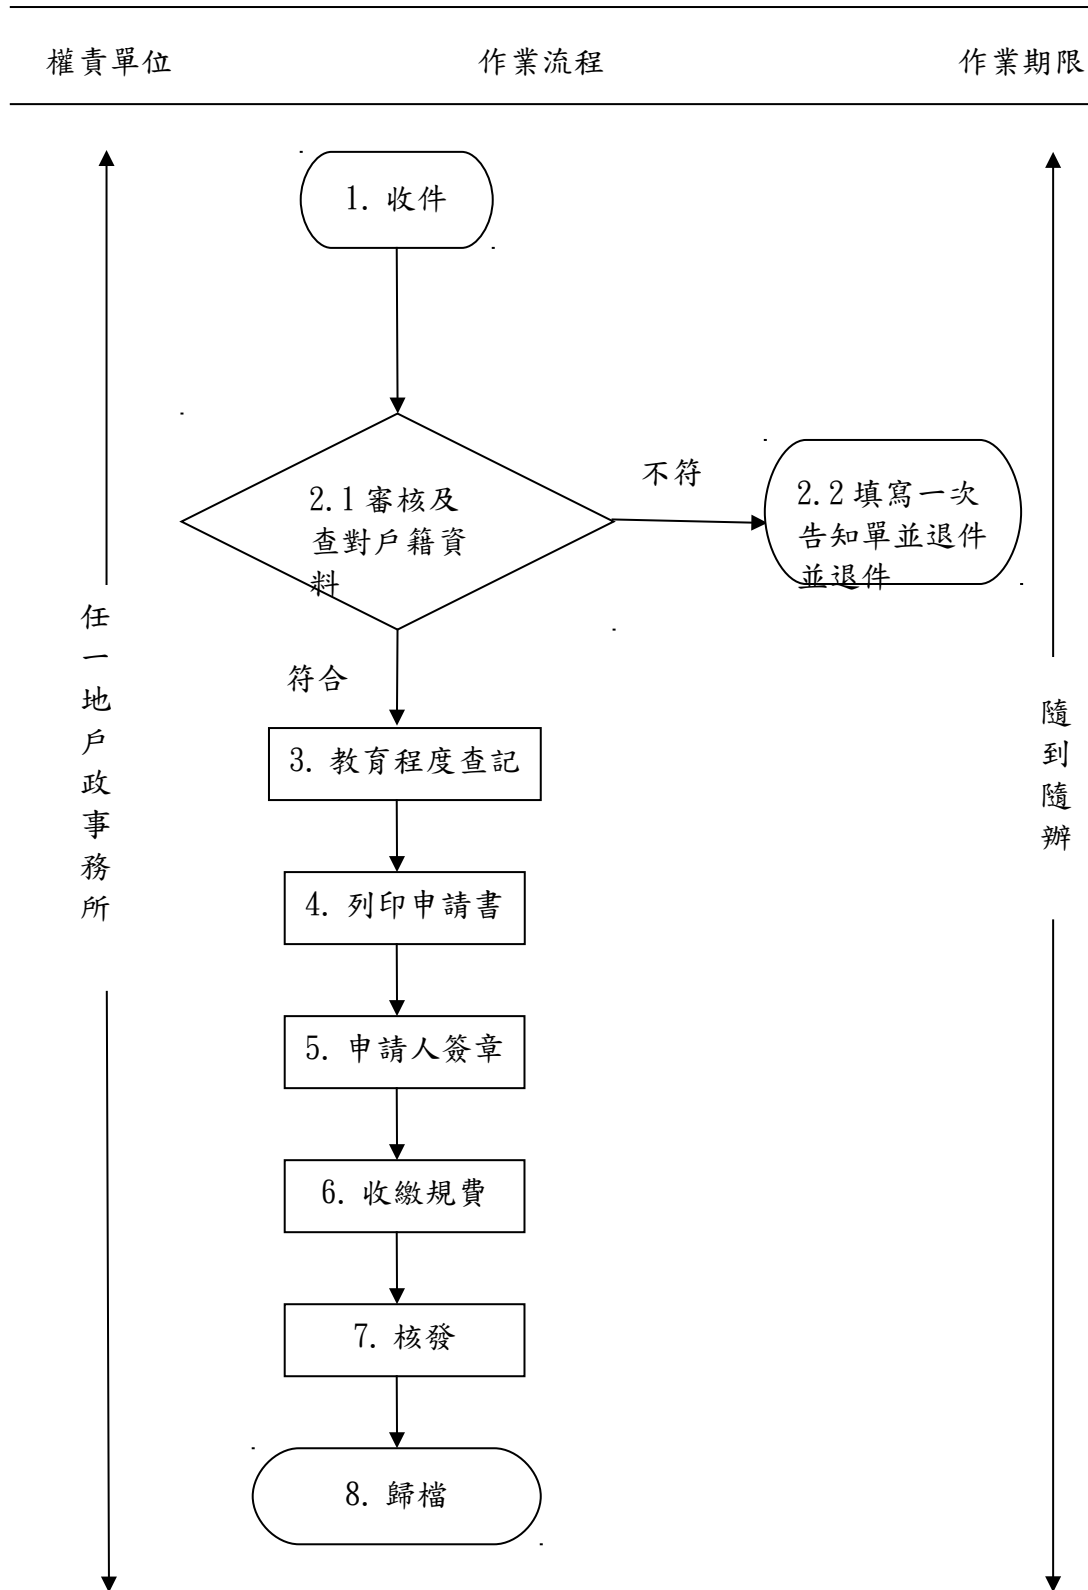 權責單位 作業流程 作業期限
1. 收件
2.1 審核及
查對戶籍資
料
不符
2.2 填寫一次
告知單並退件
並退件
符合
3. 教育程度查記
4. 列印申請書
5. 申請人簽章
6. 收繳規費
7. 核發
8. 歸檔
任一地戶政事務所
隨到隨辦